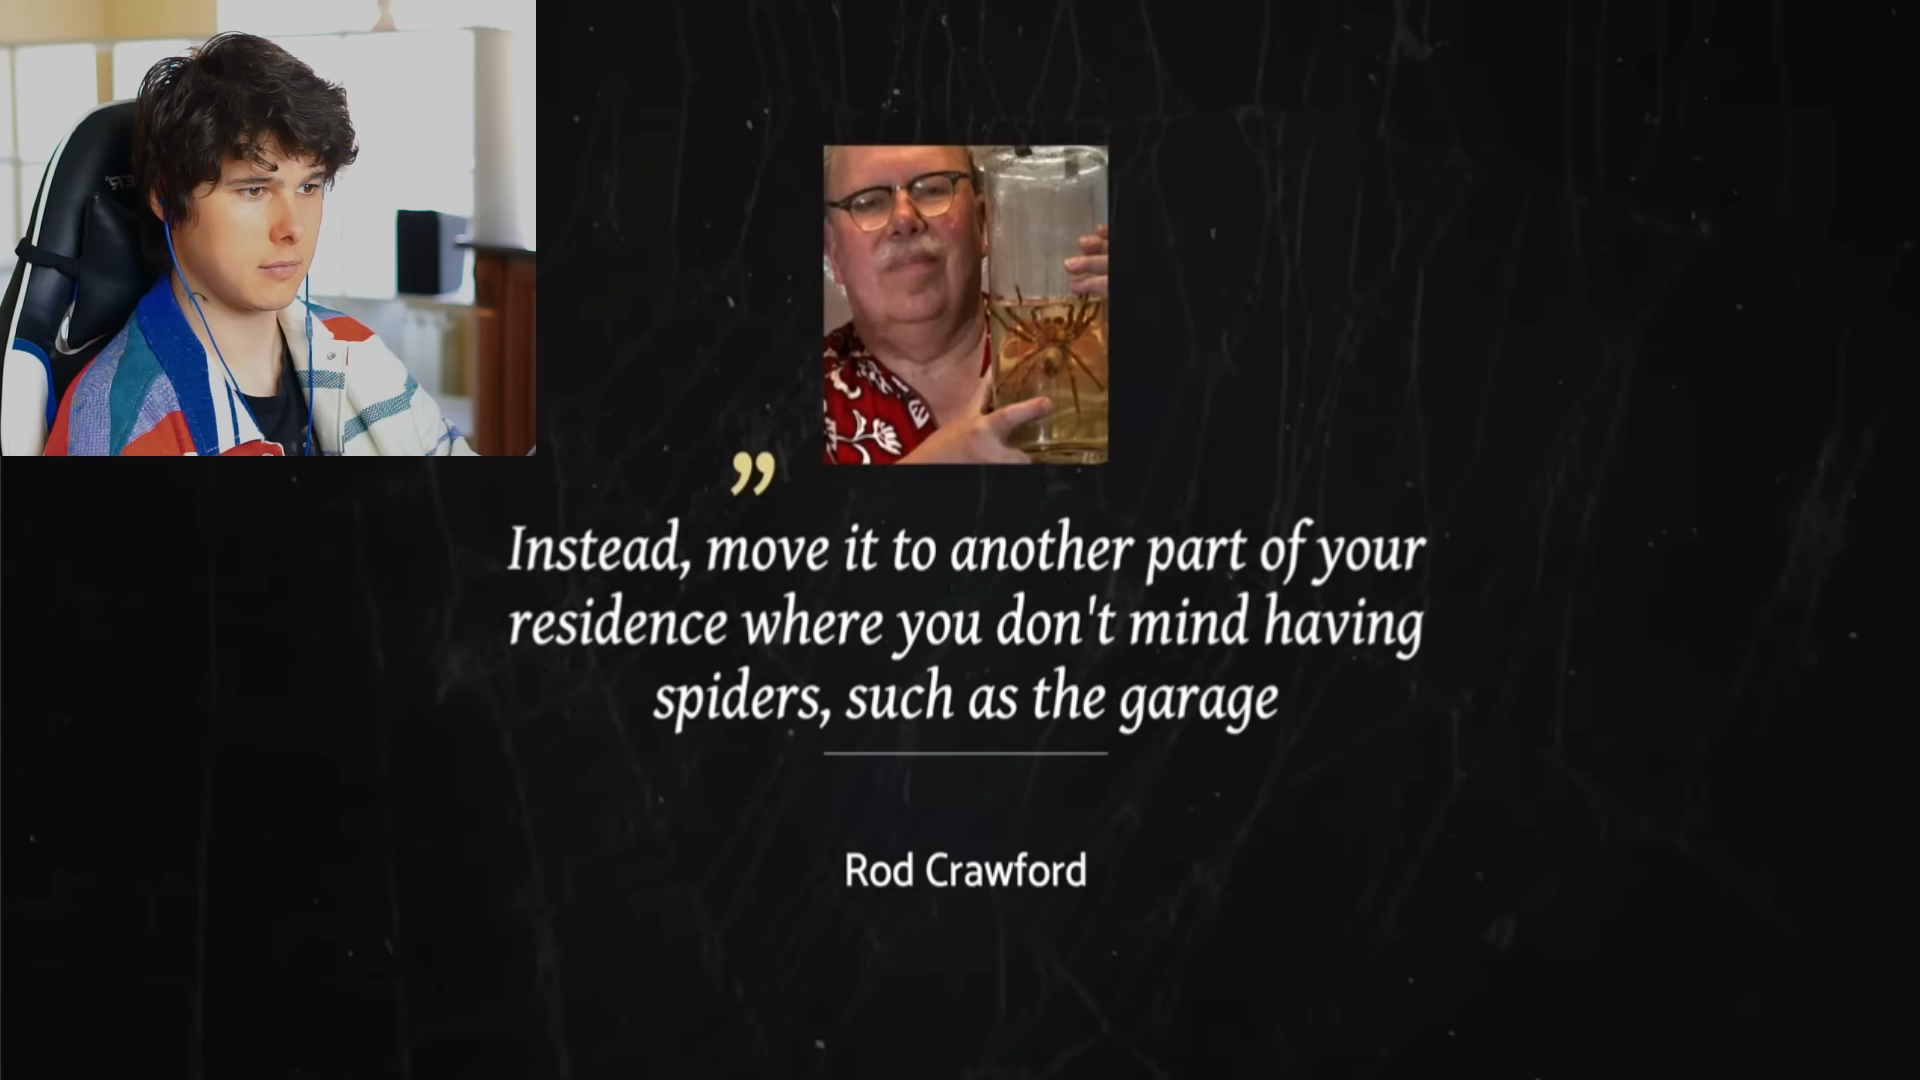 ”
Instead, move it to another part of your
residence where you don't mind having
spiders, such as the garage
Rod Crawford